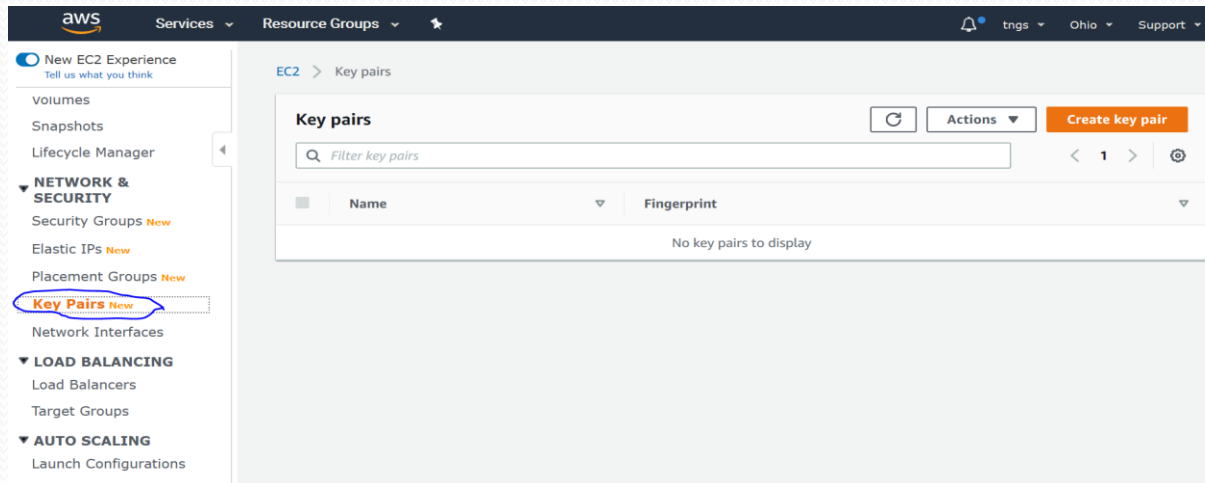 aws Services Resource Groups tngs Ohio Support
New EC2 Experience
Tell us what you think
Volumes
Snapshots
Lifecycle Manager
NETWORK &
SECURITY
Security Groups New
Elastic IPs New
Placement Groups New
Key Pairs New
Network Interfaces
LOAD BALANCING
Load Balancers
Target Groups
AUTO SCALING
Launch Configurations
EC2 > Key pairs
Key pairs Actions Create key pair
Filter key pairs 1
Name Fingerprint
No key pairs to display